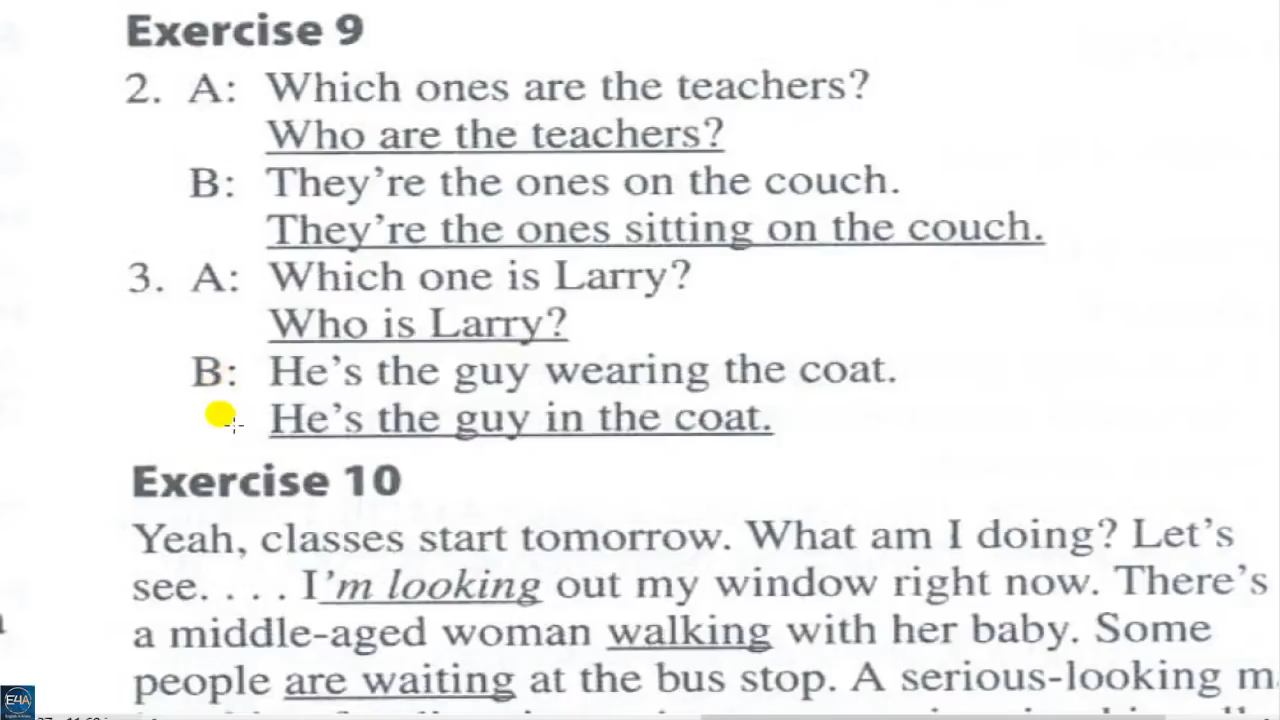 Exercise 9
2. A: Which ones are the teachers?
Who are the teachers?
B: They're the ones on the couch.
They're the ones sitting on the couch.
3. A: Which one is Larry?
Who is Larry?
B: He's the guy wearing the coat.
He's the guy in the coat.
Exercise 10
Yeah, classes start tomorrow. What am I doing? Let's
see. . . . I'm looking out my window right now. There's
a middle-aged woman walking with her baby. Some
people are waiting at the bus stop. A serious-looking
E4A